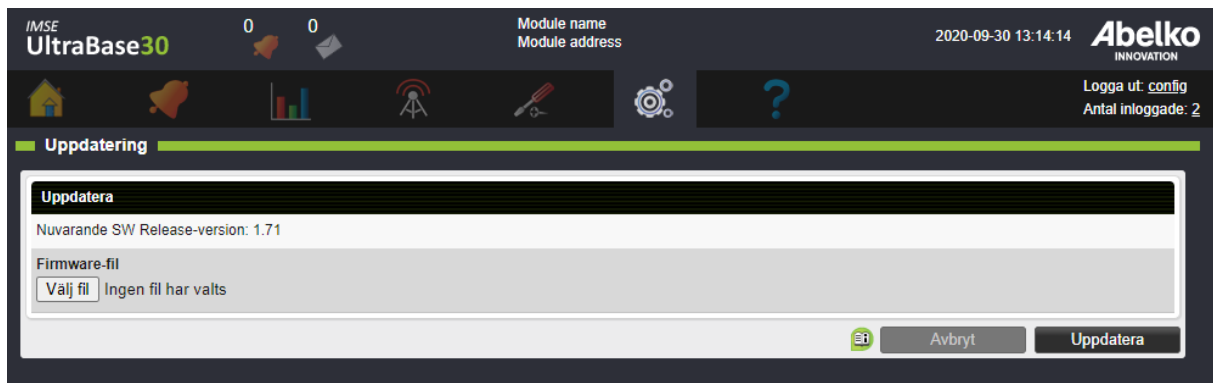 IMSE
UltraBase30
0
0
Module name
Module address
2020-09-30 13:14:14
Abelko
INNOVATION
?
Logga ut: config
Antal inloggade: 2
Uppdatering
Uppdatera
Nuvarande SW Release-version: 1.71
Firmware-fil
Välj fil Ingen fil har valts
Avbryt
Uppdatera